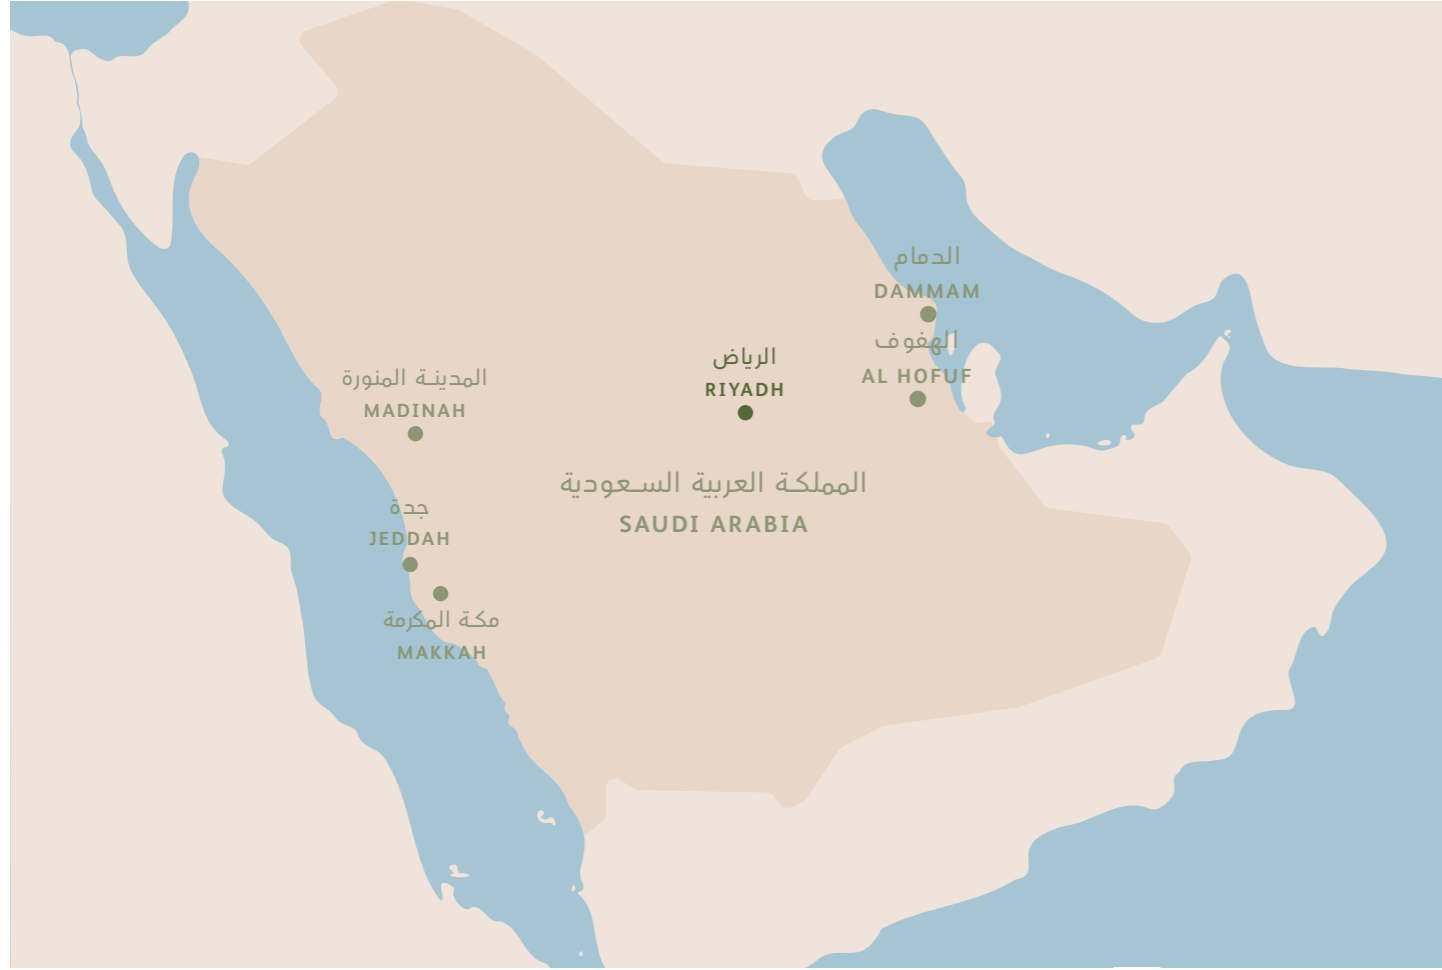 الدمام
DAMMAM
الهفوف
AL HOFUF
الرياض
RIYADH
المدينة المنورة
MADINAH
المملكة العربية السعودية
SAUDI ARABIA
جدة
JEDDAH
مكة المكرمة
MAKKAH